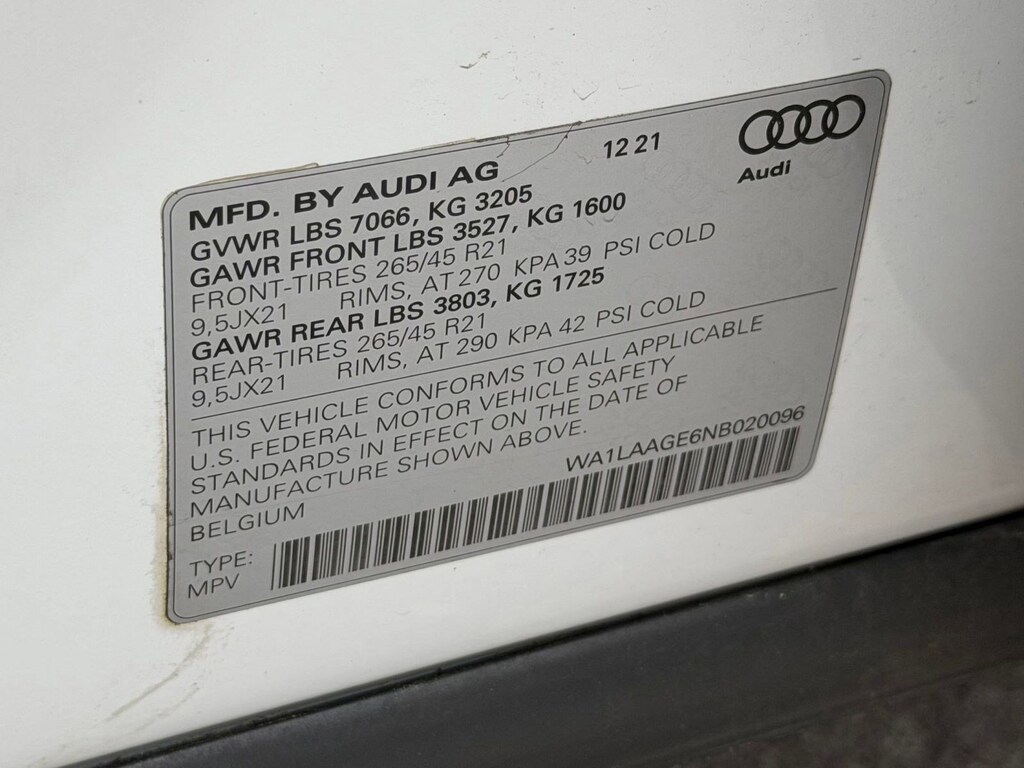 12 21
Audi
MFD. BY AUDI AG
GVWR LBS 7066, KG 3205
GAWR FRONT LBS 3527, KG 1600
FRONT-TIRES 265/45 R21
9,5JX21 RIMS, AT 270 KPA 39 PSI COLD
GAWR REAR LBS 3803, KG 1725
REAR-TIRES 265/45 R21
9,5JX21 RIMS, AT 290 KPA 42 PSI COLD
THIS VEHICLE CONFORMS TO ALL APPLICABLE
U.S. FEDERAL MOTOR VEHICLE SAFETY
STANDARDS IN EFFECT ON THE DATE OF
MANUFACTURE SHOWN ABOVE.
BELGIUM
WA1LAAGE6NB020096
TYPE:
MPV